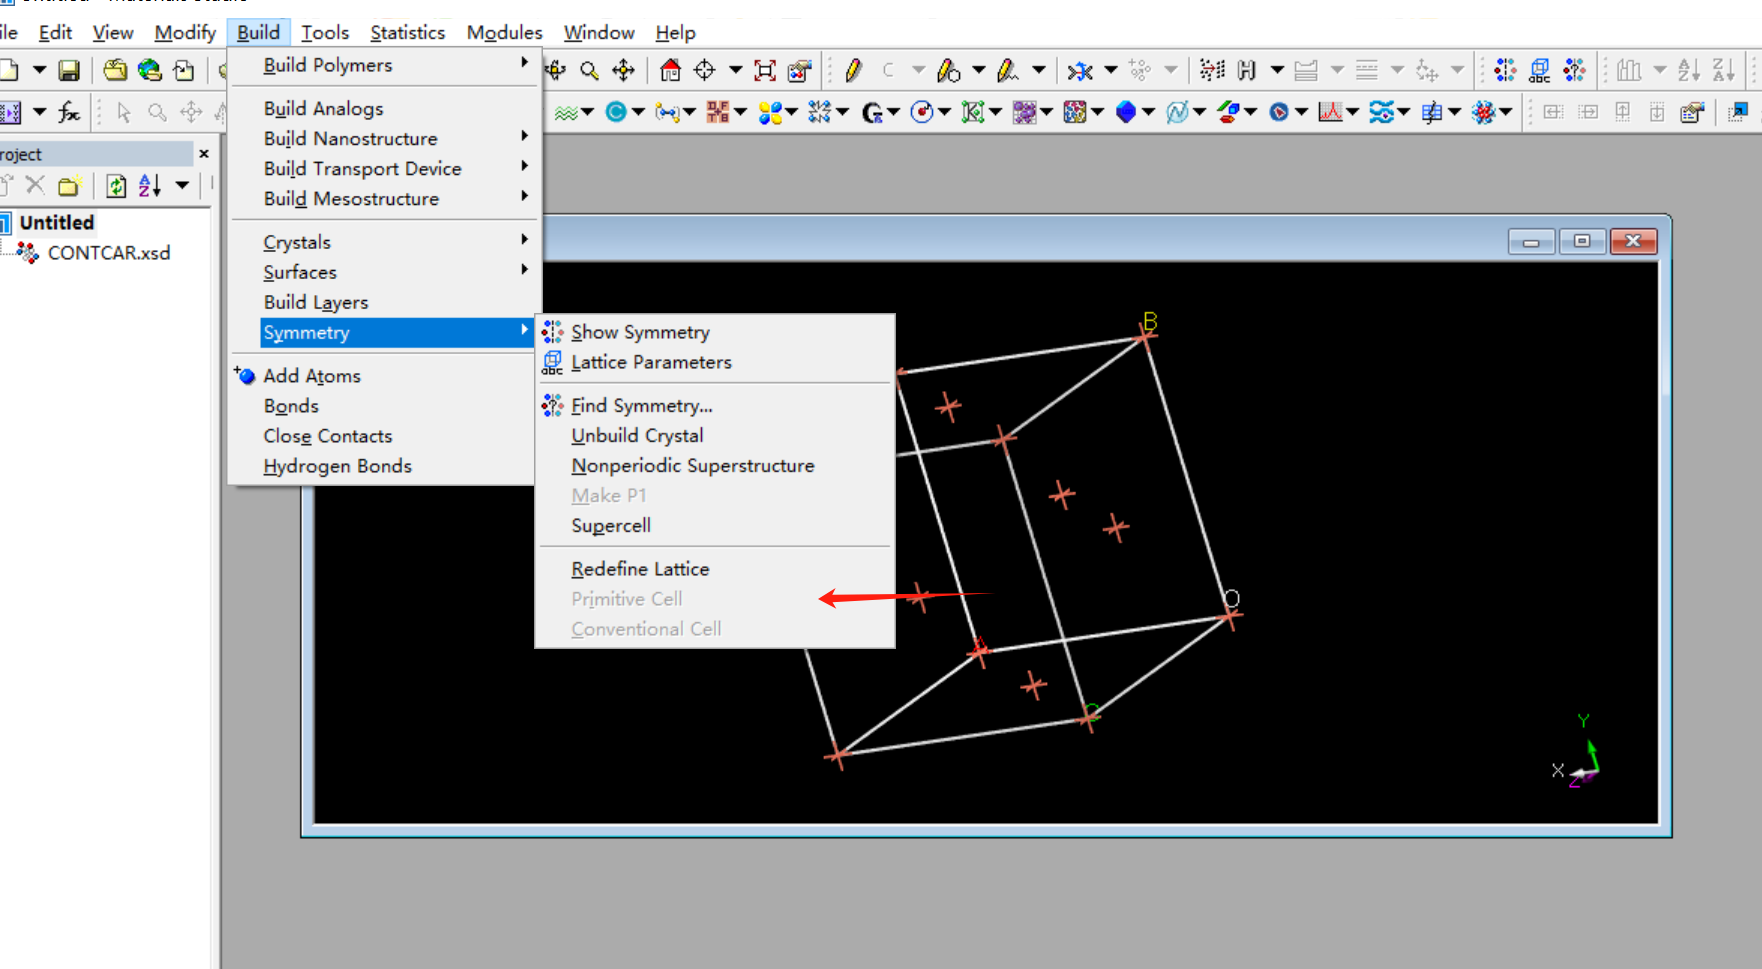 Edit View Modify Build Tools Statistics Modules Window Help
Build Polymers
Build Analogs
Build Nanostructure
Build Transport Device
Build Mesostructure
Crystals
Surfaces
Build Layers
Symmetry
Add Atoms
Bonds
Close Contacts
Hydrogen Bonds
Show Symmetry
Lattice Parameters
Find Symmetry...
Unbuild Crystal
Nonperiodic Superstructure
Make P1
Supercell
Redefine Lattice
Primitive Cell
Conventional Cell
roject
Untitled
CONTCAR.xsd
B
O
A
C
Y
X
Z